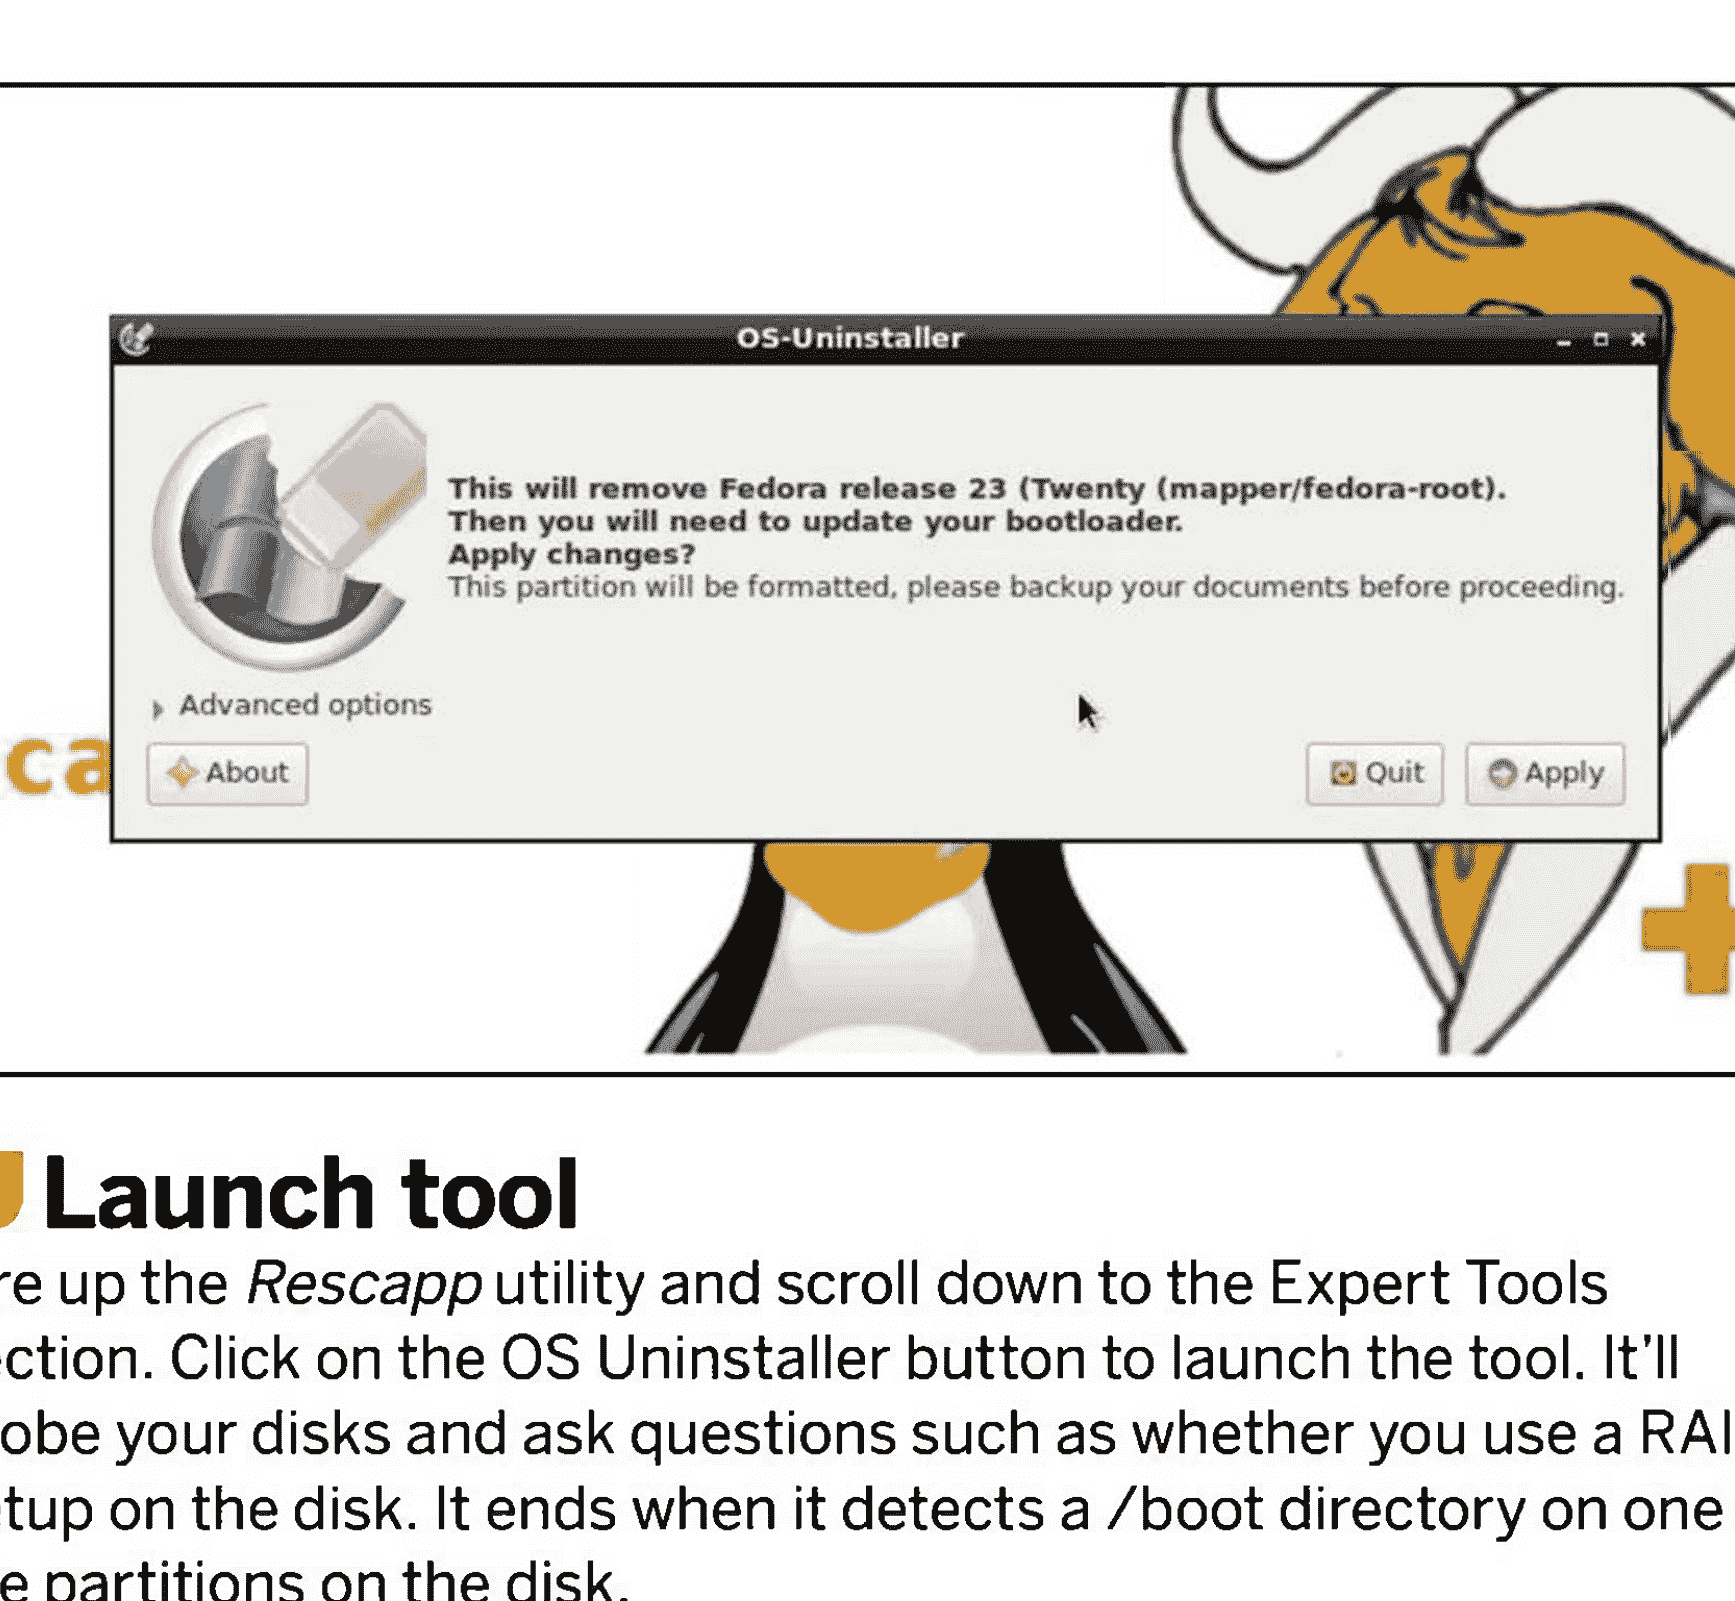 OS-Uninstaller
This will remove Fedora release 23 (Twenty (mapper/fedora-root).
Then you will need to update your bootloader.
Apply changes?
This partition will be formatted, please backup your documents before proceeding.
Advanced options
ca
About
Quit
Apply
Launch tool
re up the Rescapp utility and scroll down to the Expert Tools
ction. Click on the OS Uninstaller button to launch the tool. It'll
obe your disks and ask questions such as whether you use a RAI
tup on the disk. It ends when it detects a /boot directory on one
e partitions on the disk.